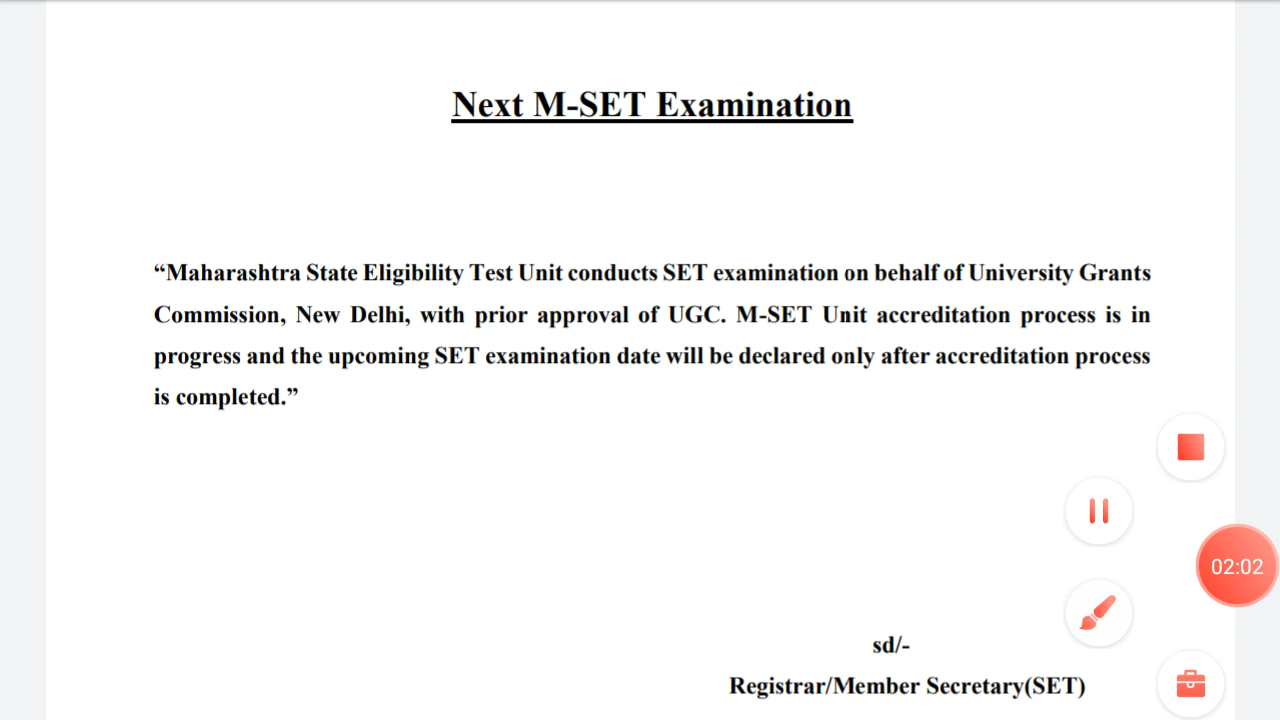 Next M-SET Examination
“Maharashtra State Eligibility Test Unit conducts SET examination on behalf of University Grants
Commission, New Delhi, with prior approval of UGC. M-SET Unit accreditation process is in
progress and the upcoming SET examination date will be declared only after accreditation process
is completed.”
02:02
sd/-
Registrar/Member Secretary(SET)